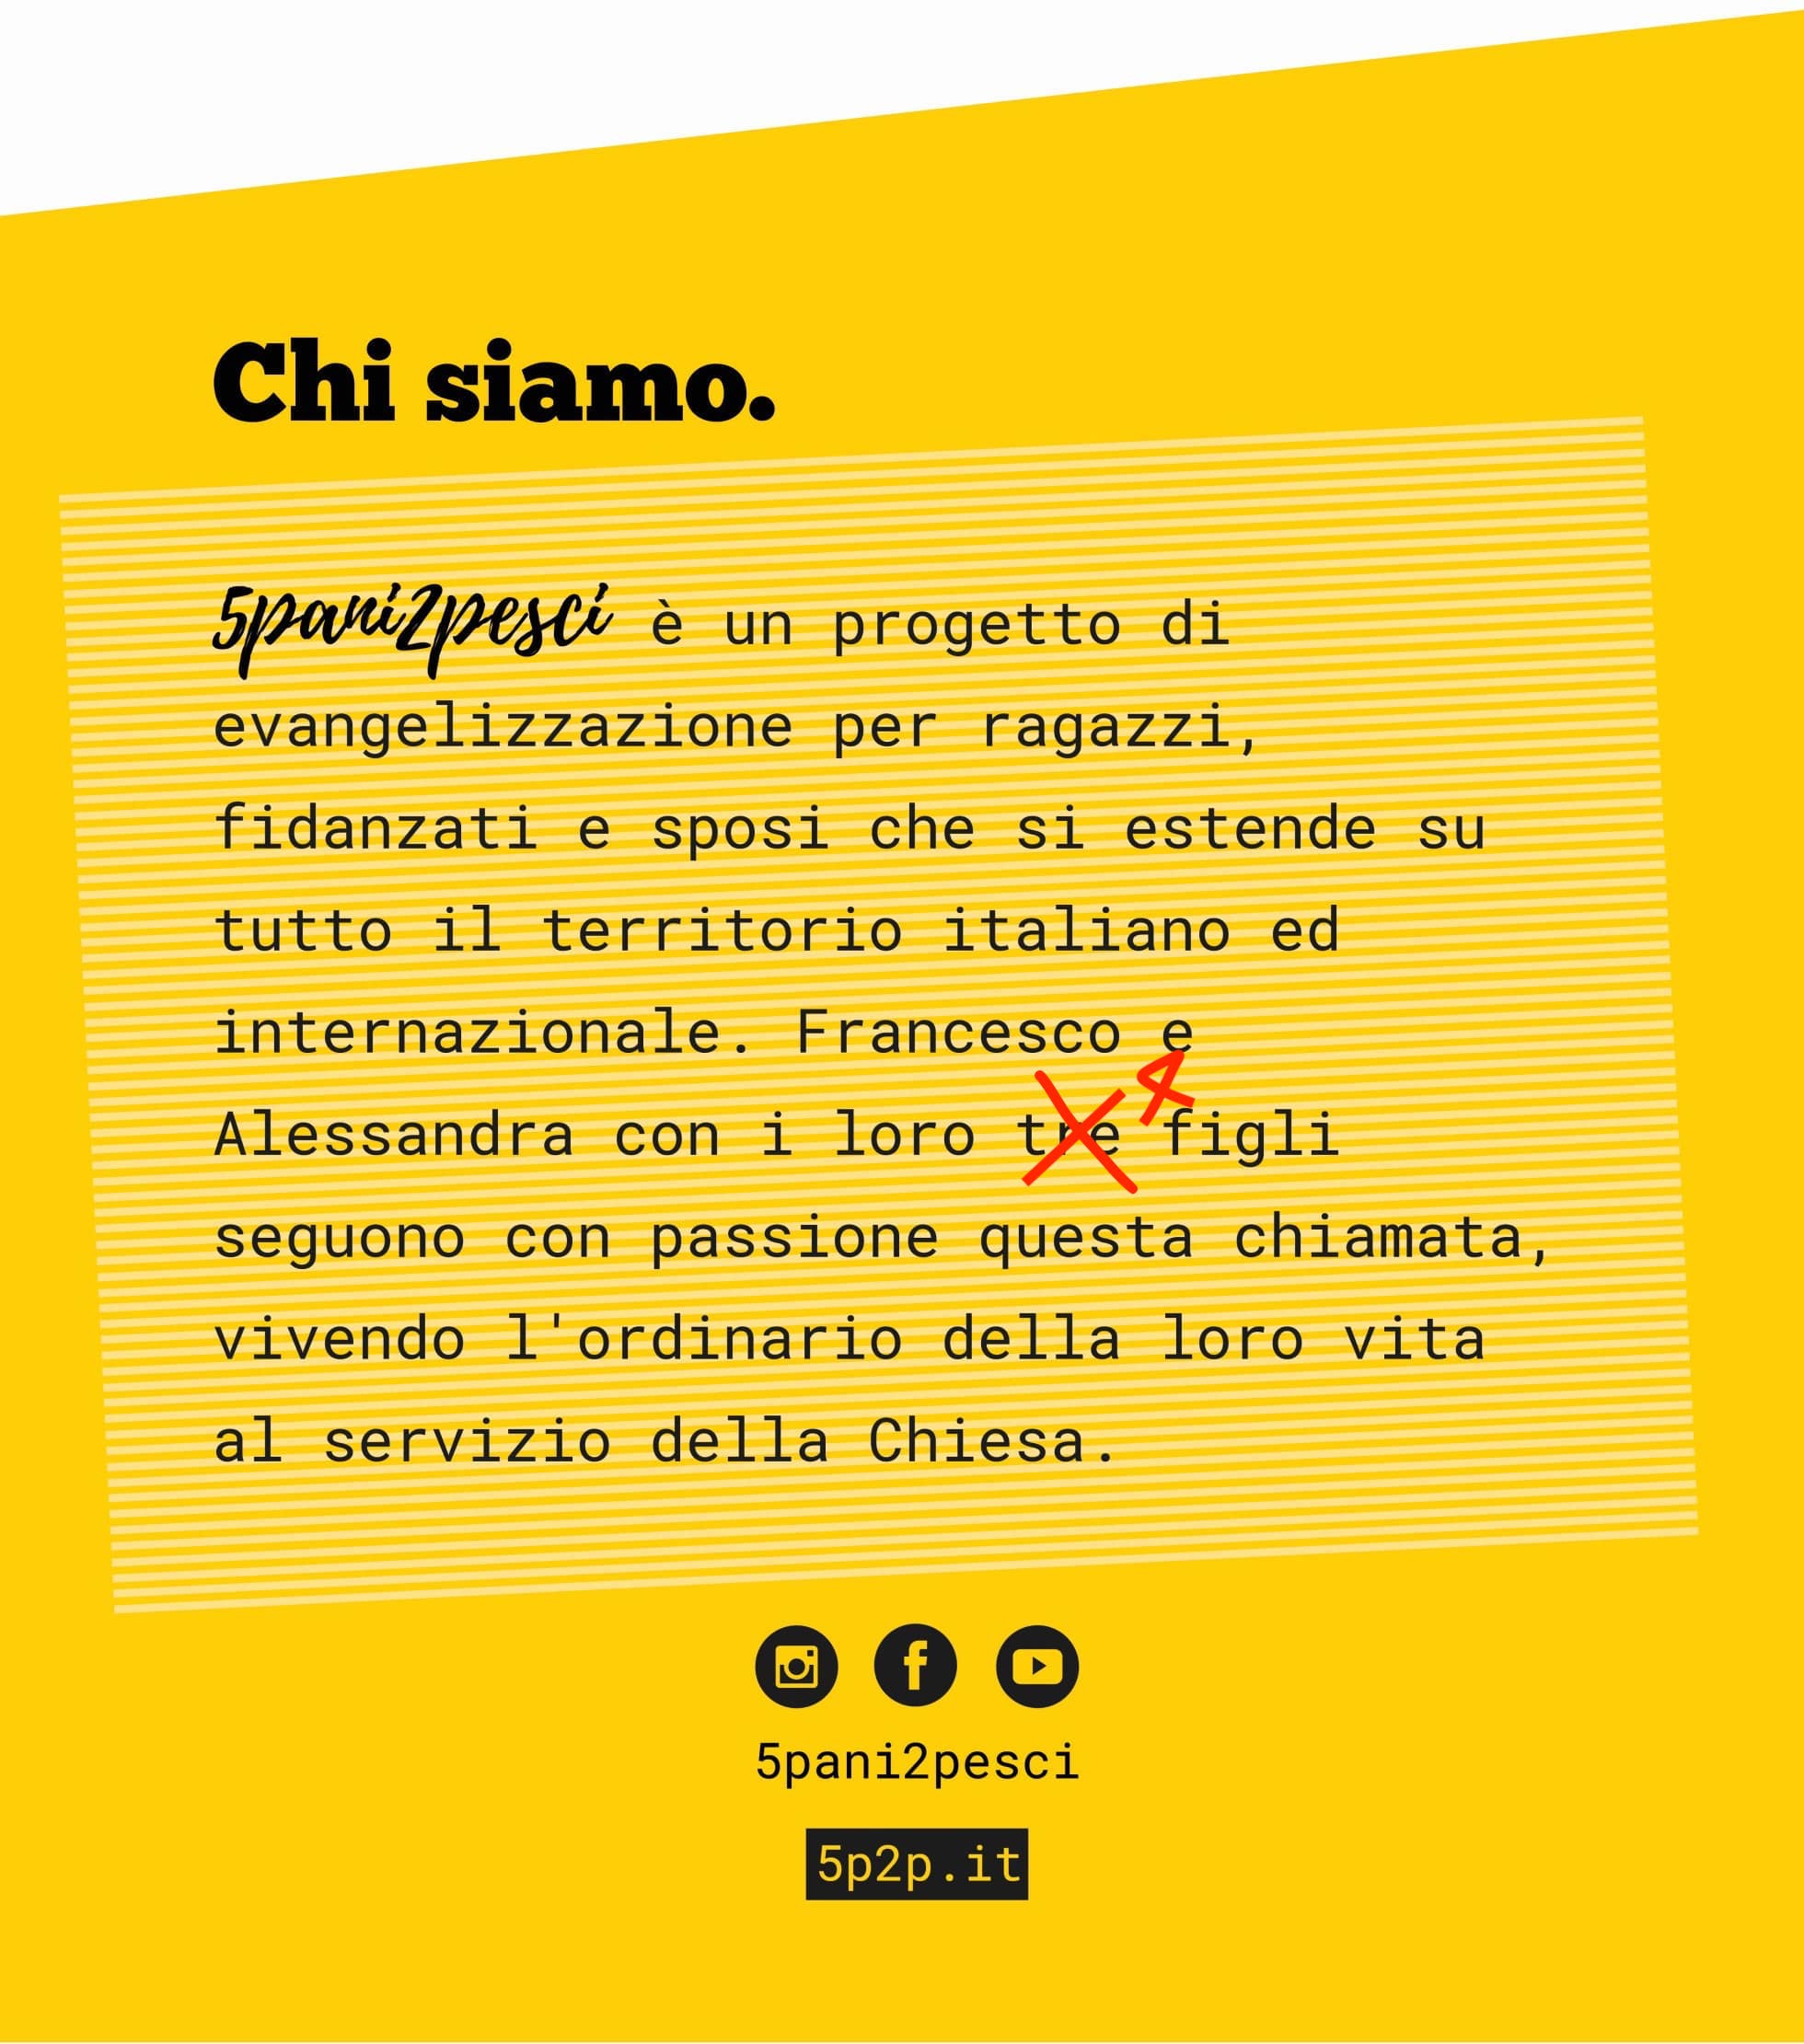 Chi siamo.
5pani2pesci è un progetto di
evangelizzazione per ragazzi,
fidanzati e sposi che si estende su
tutto il territorio italiano ed
internazionale. Francesco e
Alessandra con i loro tre 4 figli
seguono con passione questa chiamata,
vivendo l'ordinario della loro vita
al servizio della Chiesa.
5pani2pesci
5p2p.it